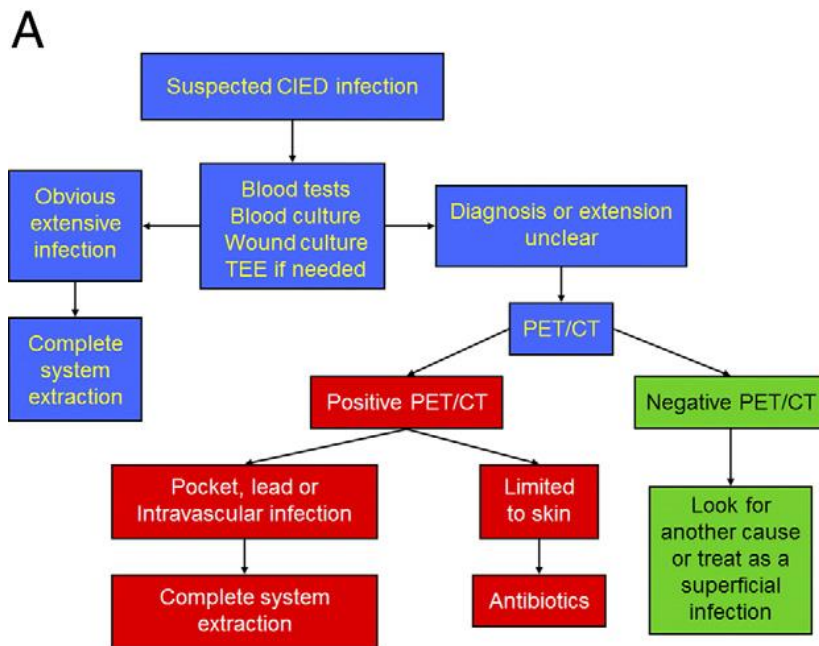 A
Suspected CIED infection
Obvious
extensive
infection
Blood tests
Blood culture
Wound culture
TEE if needed
Diagnosis or extension
unclear
Complete
system
extraction
PET/CT
Positive PET/CT
Negative PET/CT
Pocket, lead or
Intravascular infection
Limited
to skin
Look for
another cause
or treat as a
superficial
infection
Complete system
extraction
Antibiotics